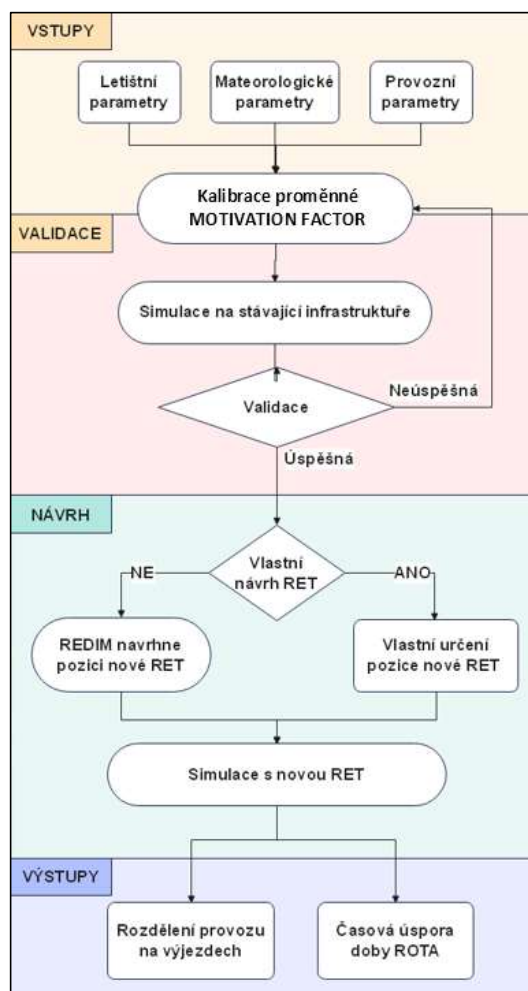 VSTUPY
Letištní
parametry
Mateorologické
parametry
Provozní
parametry
Kalibrace proměnné
MOTIVATION FACTOR
VALIDACE
Simulace na stávající infrastruktuře
Validace
Neúspěšná
Úspěšná
NÁVRH
Vlastní
návrh RET
NE
ANO
REDIM navrhne
pozici nové RET
Vlastní určení
pozice nové RET
Simulace s novou RET
VÝSTUPY
Rozdělení provozu
na výjezdech
Časová úspora
doby ROTA